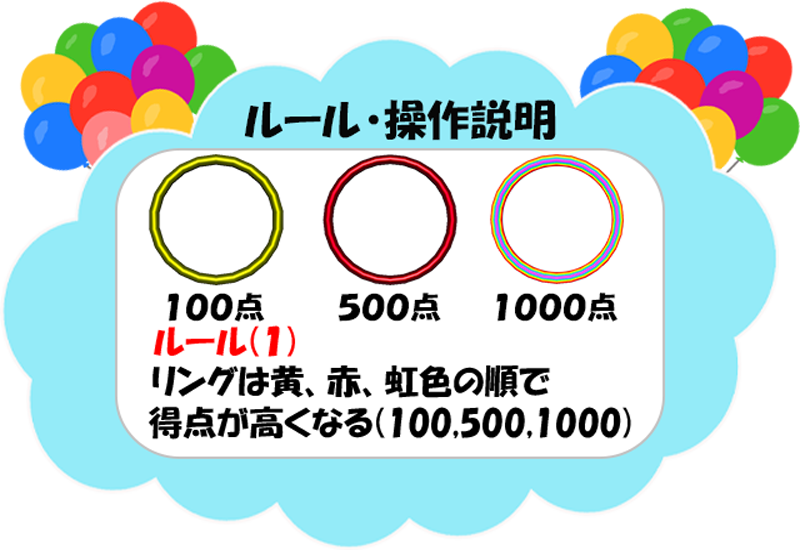 ルール・操作説明
100点 500点 1000点
ルール(1)
リングは黄、赤、虹色の順で
得点が高くなる(100,500,1000)